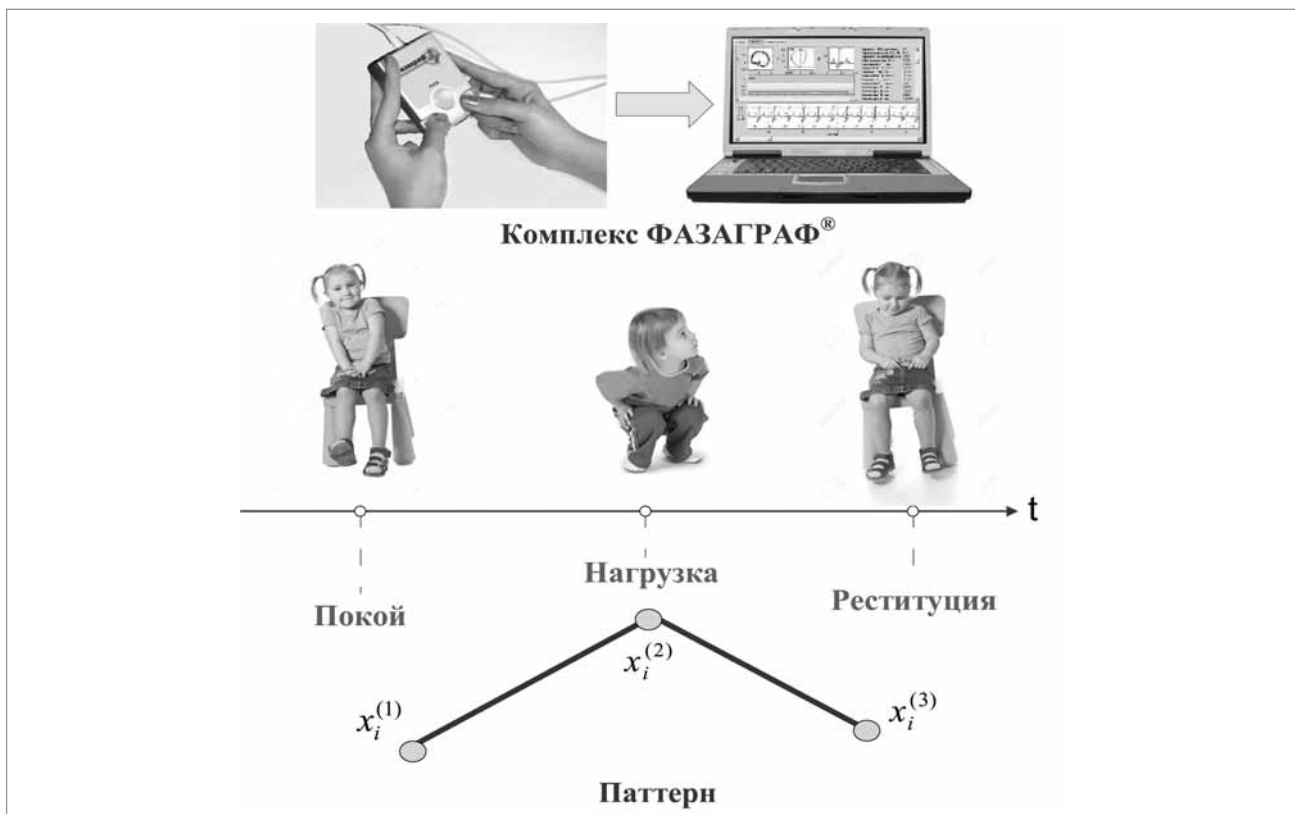 Комплекс ФАЗАГРАФ®
t
Нагрузка
Покой
Реституция
x_i^(2)
x_i^(1)
x_i^(3)
Паттерн